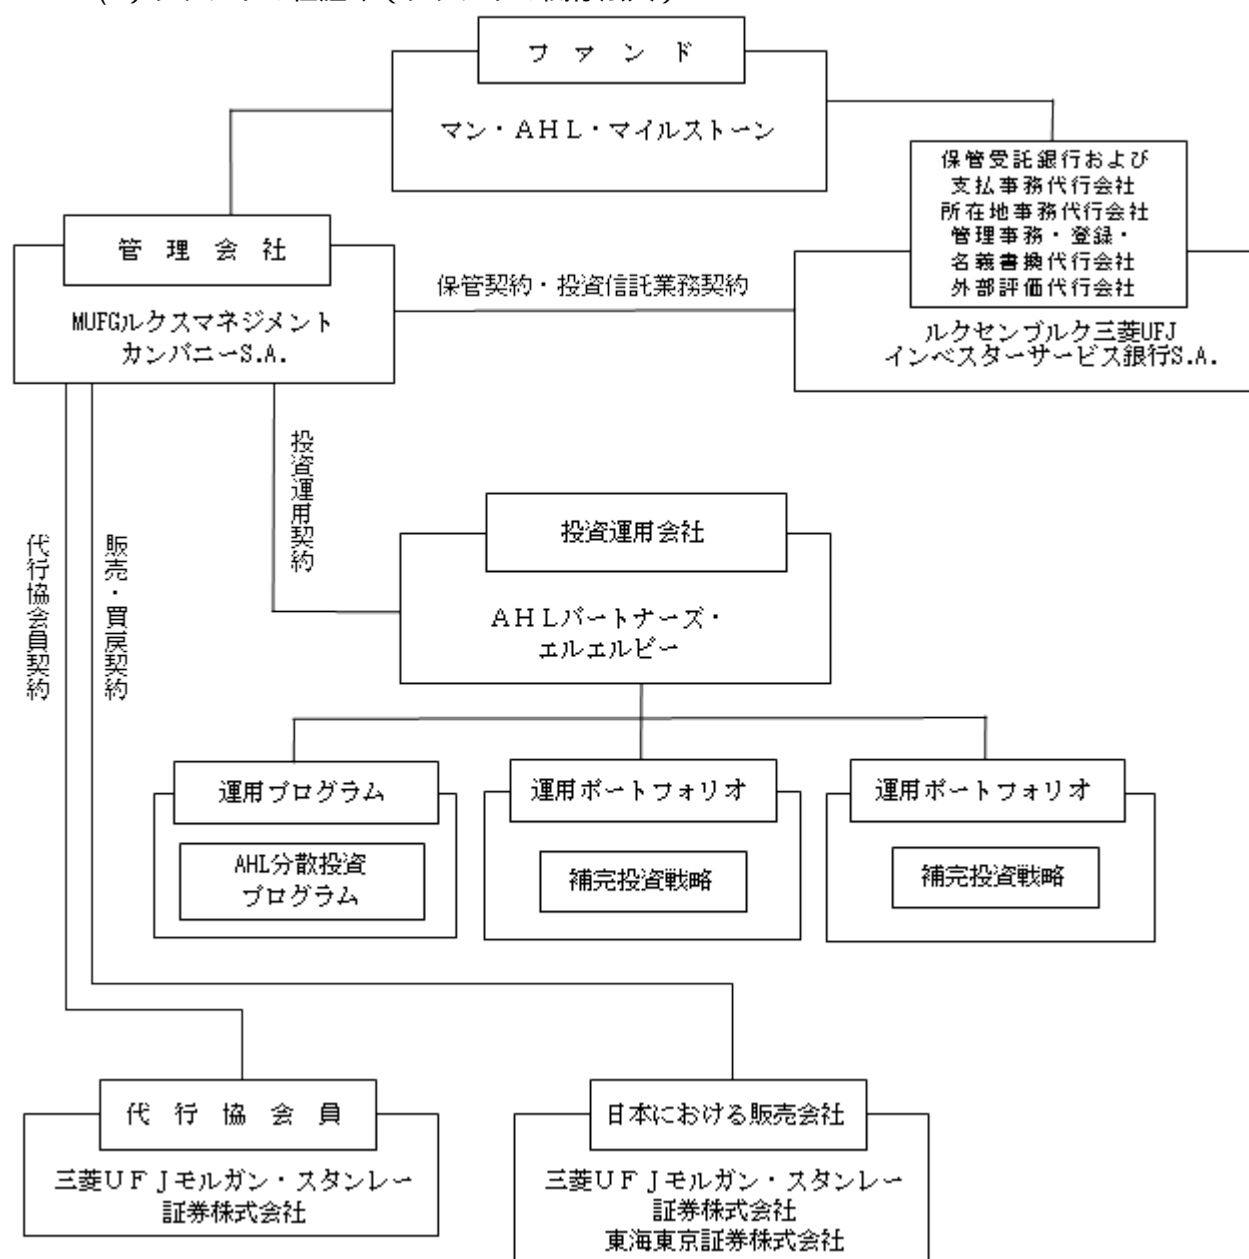 ファンド
マン・AHL・マイルストーン
保管受託銀行および
支払事務代行会社
所在地事務代行会社
管理事務・登録・
名義書換代行会社
外部評価代行会社
ルクセンブルク三菱UFJ
インベスターサービス銀行S.A.
管理会社
MUFGルクスマネジメント
カンパニーS.A.
保管契約・投資信託業務契約
投資運用契約
代行協会員契約
販売・買戻契約
投資運用会社
AHLパートナーズ・
エルエルピー
運用プログラム
AHL分散投資
プログラム
運用ポートフォリオ
補完投資戦略
運用ポートフォリオ
補完投資戦略
代行協会員
三菱UFJモルガン・スタンレー
証券株式会社
日本における販売会社
三菱UFJモルガン・スタンレー
証券株式会社
東海東京証券株式会社